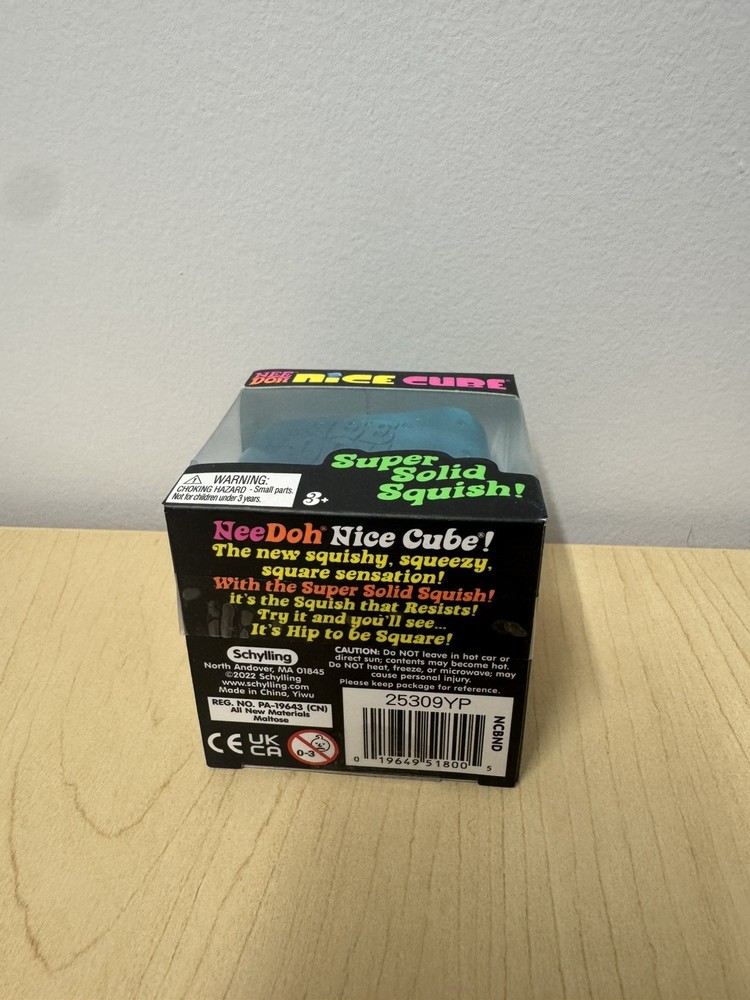 NEE DOH NiCE CUBE®
Super
Solid
Squish!
WARNING:
CHOKING HAZARD - Small parts.
Not for children under 3 years.
3+
NeeDoh® Nice Cube®!
The new squishy, squeezy,
square sensation!
With the Super Solid Squish!
it's the Squish that Resists!
Try it and you'll see...
It's Hip to be Square!
Schylling
North Andover, MA 01845
©2022 Schylling
www.schylling.com
Made in China, Yiwu
REG. NO. PA-19643 (CN)
All New Materials
Maltose
CE UK CA 0-3
CAUTION: Do NOT leave in hot car or
direct sun; contents may become hot.
Do NOT heat, freeze, or microwave; may
cause personal injury.
Please keep package for reference.
25309YP
0 19649 51800 5
NCBND